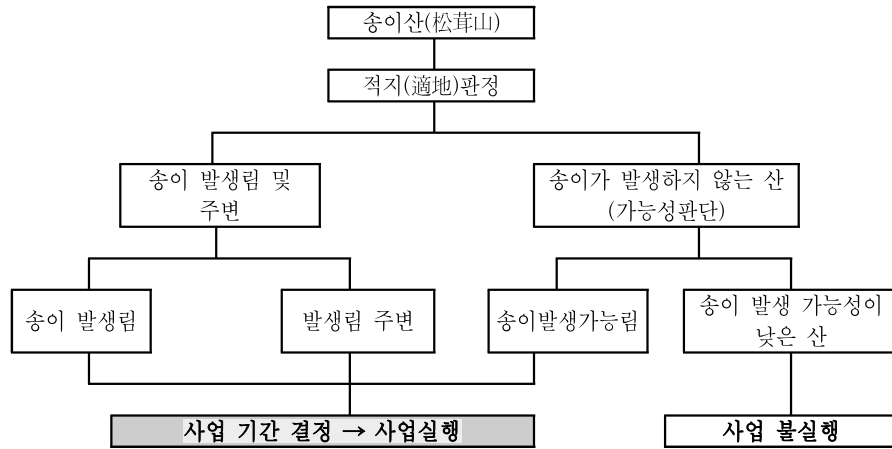 송이산(松茸山)
적지(適地)판정
송이 발생림 및
주변
송이가 발생하지 않는 산
(가능성판단)
송이 발생림
발생림 주변
송이발생가능림
송이 발생 가능성이
낮은 산
사업 기간 결정 → 사업실행
사업 불실행